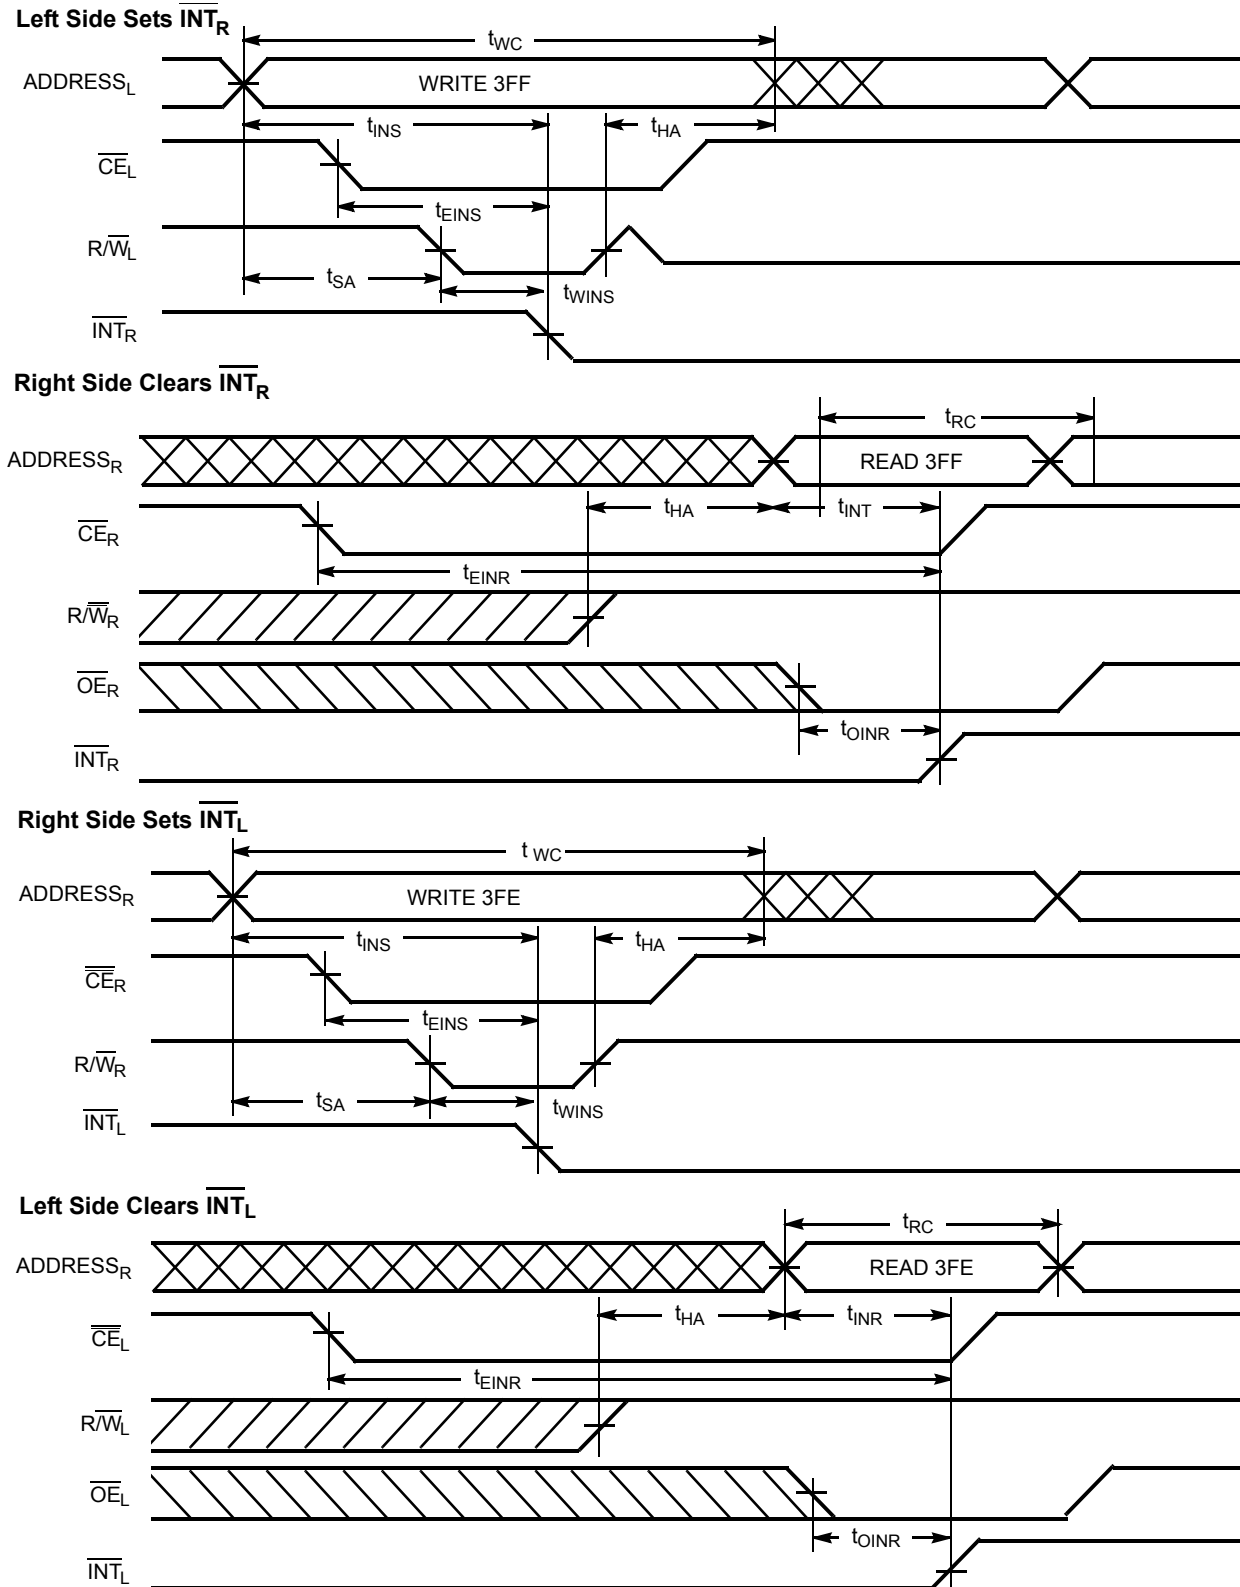 Left Side Sets INTR
tWC
ADDRESSL
WRITE 3FF
tINS
tHA
CEL
tEINS
R/WL
tSA
tWINS
INTR
Right Side Clears INTR
tRC
ADDRESSR
READ 3FF
tHA
tINT
CER
tEINR
R/WR
OER
tOINR
INTR
Right Side Sets INTL
t WC
ADDRESSR
WRITE 3FE
tINS
tHA
CER
tEINS
R/WR
tSA
tWINS
INTL
Left Side Clears INTL
tRC
ADDRESSR
READ 3FE
tHA
tINR
CEL
tEINR
R/WL
OEL
tOINR
INTL